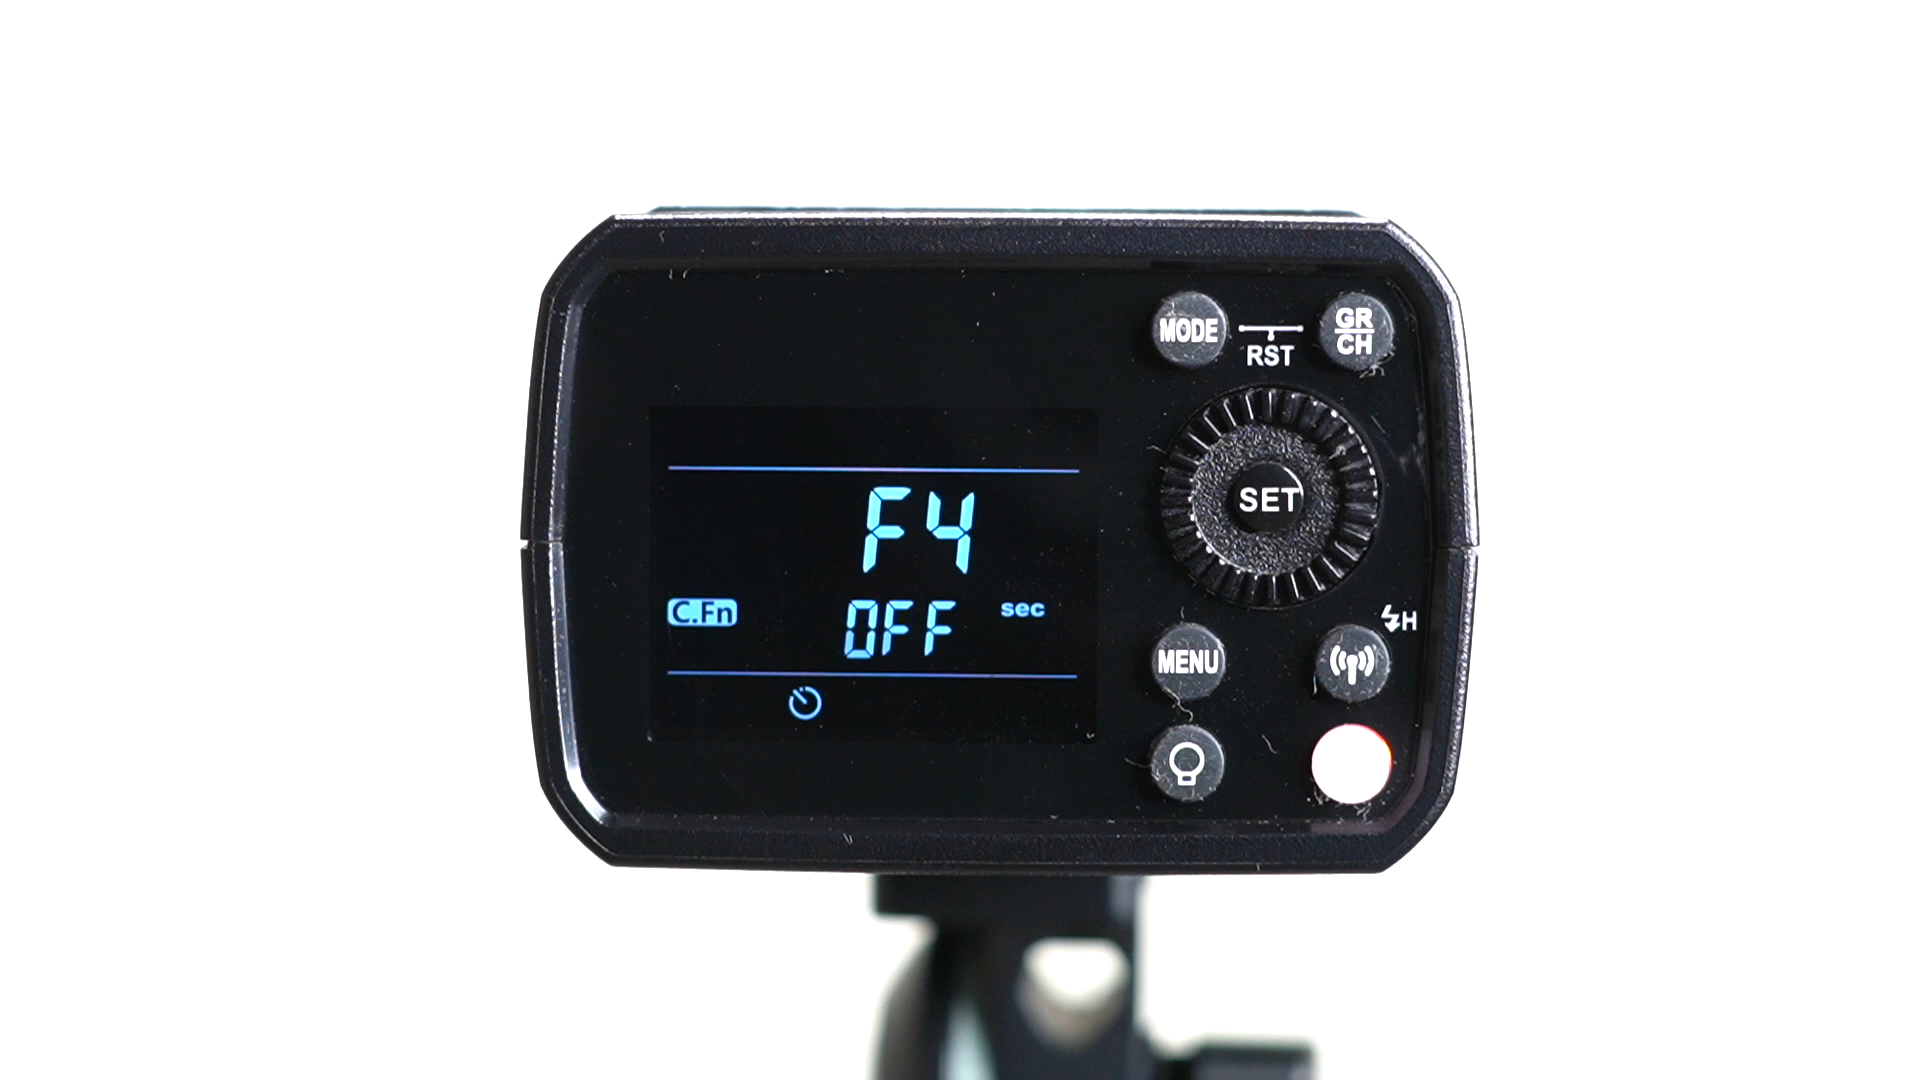 MODE
RST
GR
CH
SET
F4
C.Fn
OFF
sec
H
MENU